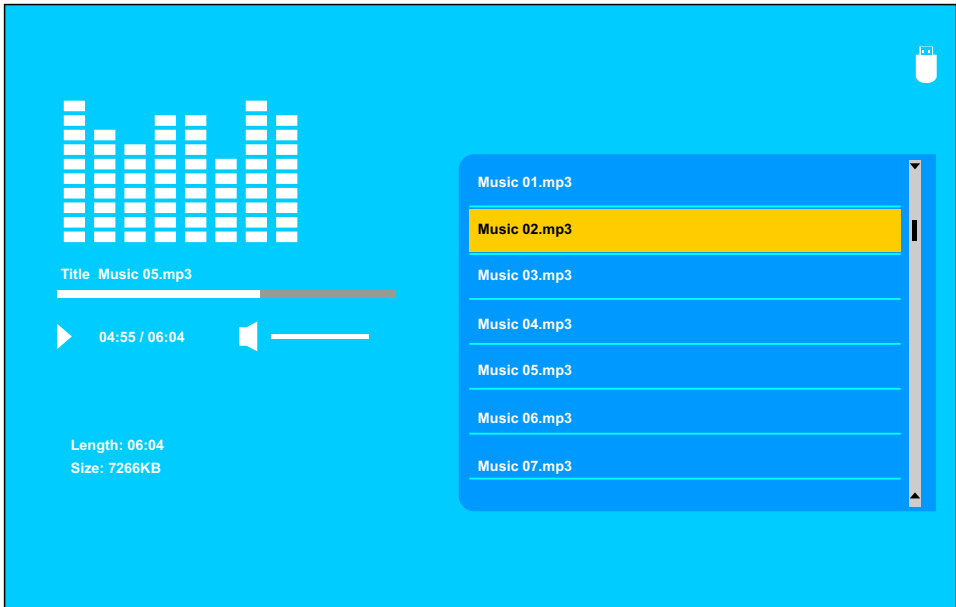 Title  Music 05.mp3
04:55 / 06:04
Length: 06:04
Size: 7266KB
Music 01.mp3
Music 02.mp3
Music 03.mp3
Music 04.mp3
Music 05.mp3
Music 06.mp3
Music 07.mp3